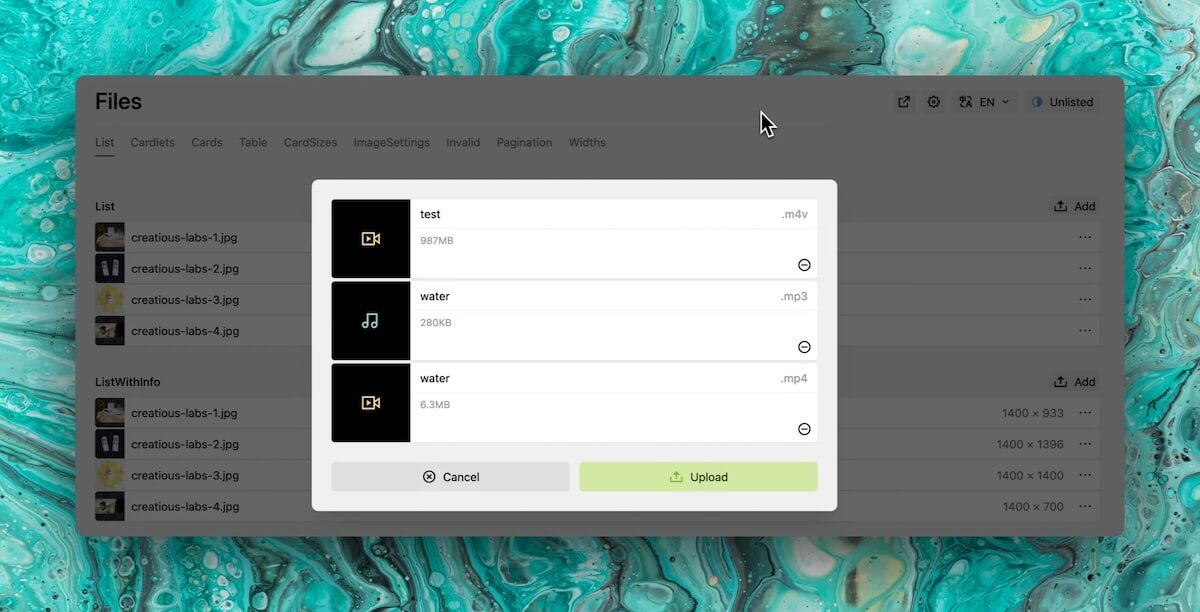 Files
EN
Unlisted
List Cardlets Cards Table CardSizes ImageSettings Invalid Pagination Widths
List
Add
creatious-labs-1.jpg
creatious-labs-2.jpg
creatious-labs-3.jpg
creatious-labs-4.jpg
ListWithInfo
Add
creatious-labs-1.jpg 1400 × 933
creatious-labs-2.jpg 1400 × 1396
creatious-labs-3.jpg 1400 × 1400
creatious-labs-4.jpg 1400 × 700
test .m4v
987MB
water .mp3
280KB
water .mp4
6.3MB
Cancel
Upload